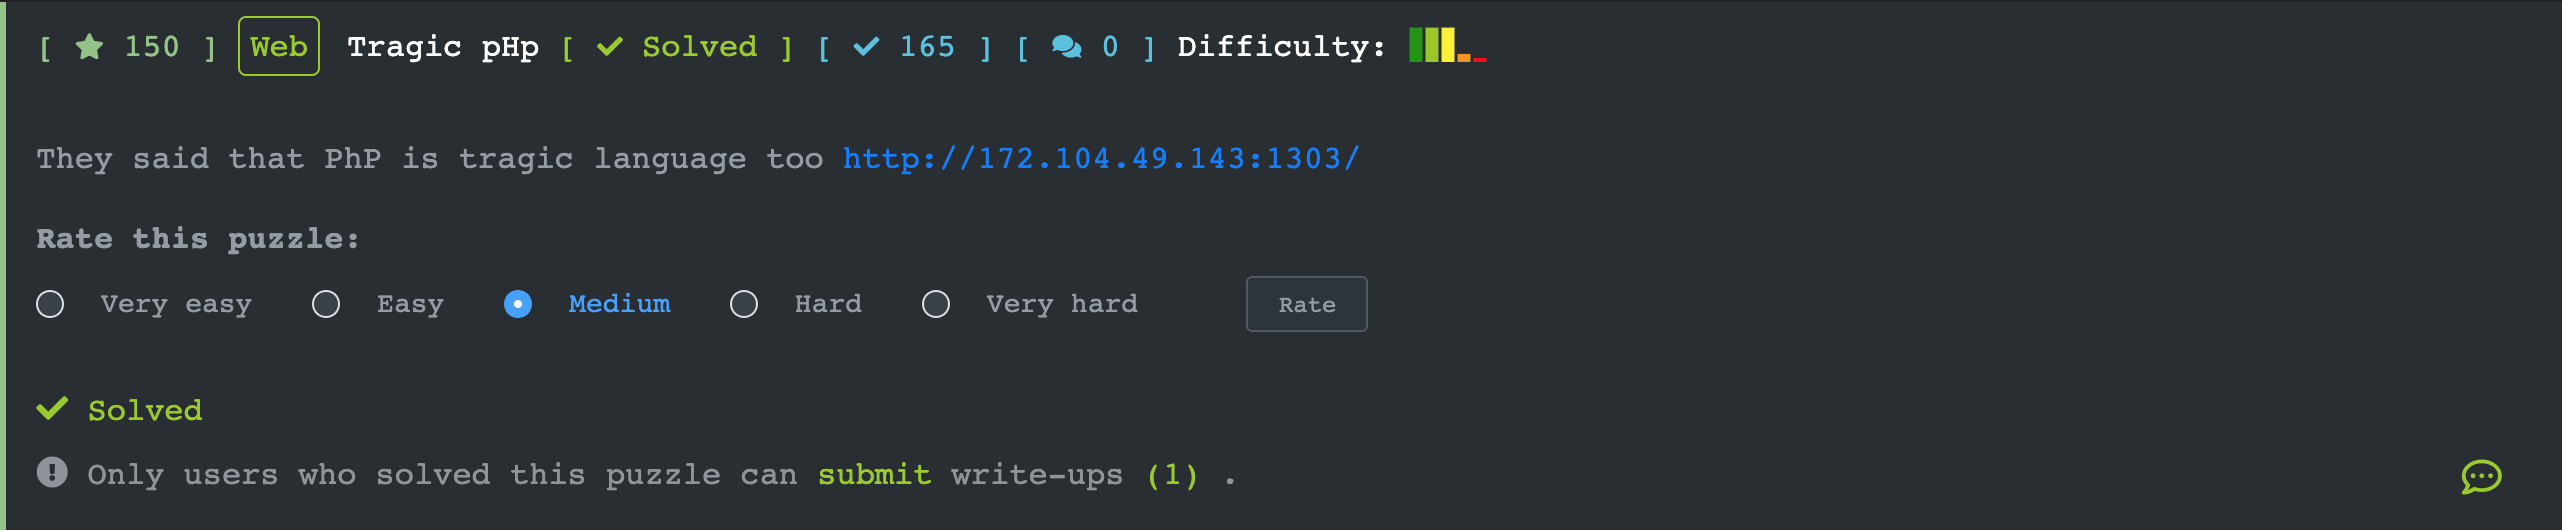 [ ★ 150 ] Web Tragic pHp [ ✔ Solved ] [ ✔ 165 ] [ 0 ] Difficulty:
They said that PhP is tragic language too http://172.104.49.143:1303/
Rate this puzzle:
Very easy Easy Medium Hard Very hard Rate
✔ Solved
Only users who solved this puzzle can submit write-ups (1) .